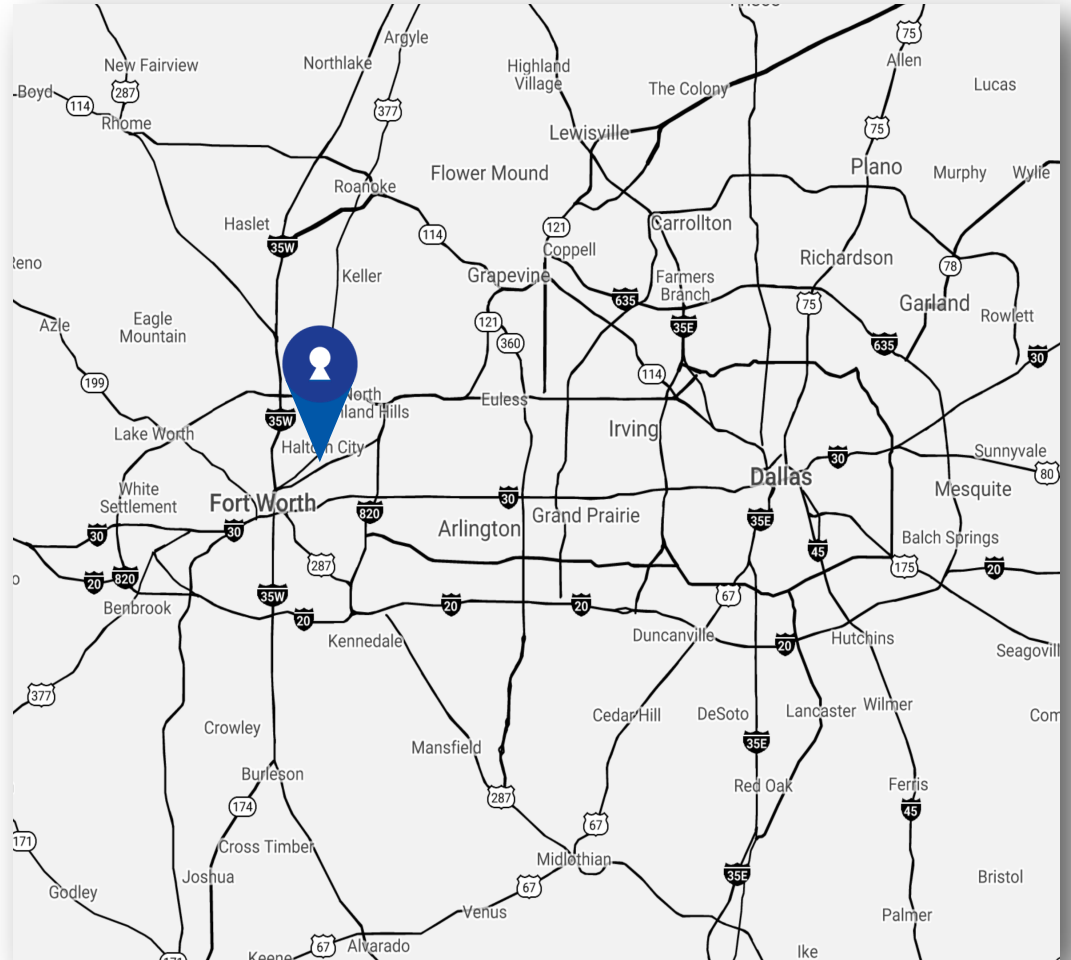 Argyle
New Fairview
Northlake
Highland
Village
75
Allen
Lucas
Boyd
114
287
Rhome
377
The Colony
Lewisville
75
Flower Mound
Plano
Murphy
Wylie
Roanoke
Haslet
35W
114
121
Coppell
Carrollton
Richardson
78
Keller
Grapevine
635
Farmers
Branch
75
Garland
Rowlett
Azle
Eagle
Mountain
121
360
35E
635
30
199
114
North
Euless
35W
Lake Worth
Irving
30
Sunnyvale
80
White
Settlement
Fort Worth
820
30
Arlington
Grand Prairie
Dallas
Mesquite
30
30
35E
45
Balch Springs
175
20
20
820
287
Benbrook
35W
20
20
20
67
Kennedale
Duncanville
20
Hutchins
377
Crowley
Cedar Hill
DeSoto
Lancaster
Wilmer
Mansfield
35E
Burleson
287
Red Oak
Ferris
174
67
45
171
Cross Timber
Midlothian
35E
Joshua
Godley
67
Bristol
Venus
Palmer
67
Alvarado
Ike